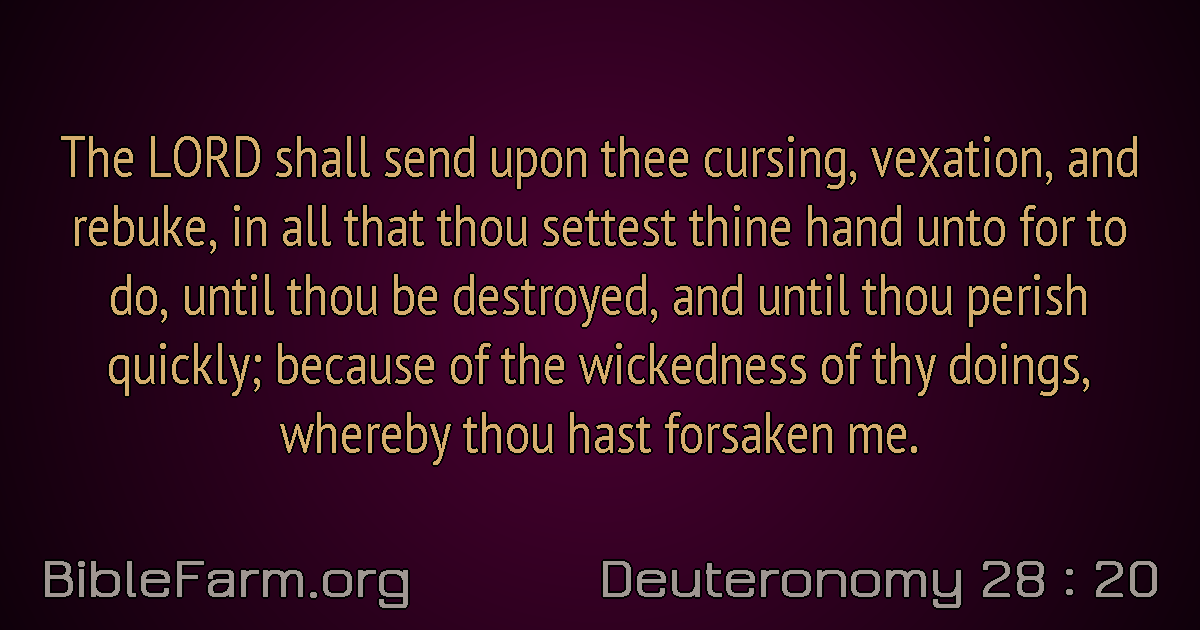 The LORD shall send upon thee cursing, vexation, and
rebuke, in all that thou settest thine hand unto for to
do, until thou be destroyed, and until thou perish
quickly; because of the wickedness of thy doings,
whereby thou hast forsaken me.
BibleFarm.org
Deuteronomy 28 : 20